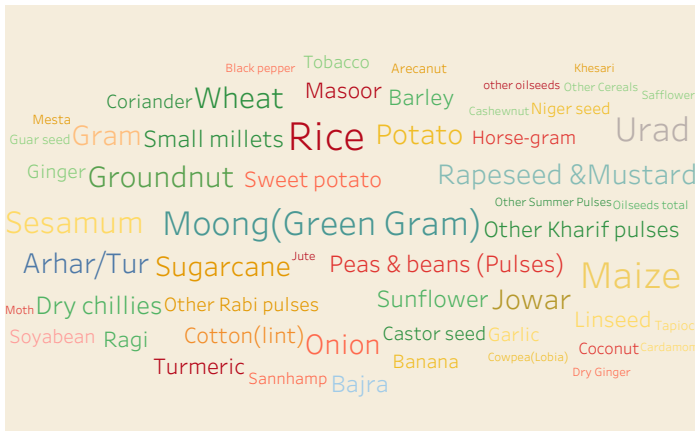 Black pepper Tobacco Arecanut Khesari
Coriander Wheat Masoor Barley other oilseeds Other Cereals Safflower
Mesta Cashewnut Niger seed
Guar seed Gram Small millets Rice Potato Horse-gram Urad
Ginger Groundnut Sweet potato Rapeseed &Mustard
Other Summer Pulses Oilseeds total
Sesamum Moong(Green Gram) Other Kharif pulses
Arhar/Tur Sugarcane Jute Peas & beans (Pulses) Maize
Moth Dry chillies Other Rabi pulses Sunflower Jowar
Soyabean Ragi Cotton(lint) Onion Castor seed Garlic Linseed Tapioc
Turmeric Sannhamp Bajra Banana Cowpea(Lobia) Coconut Cardamom
Dry Ginger